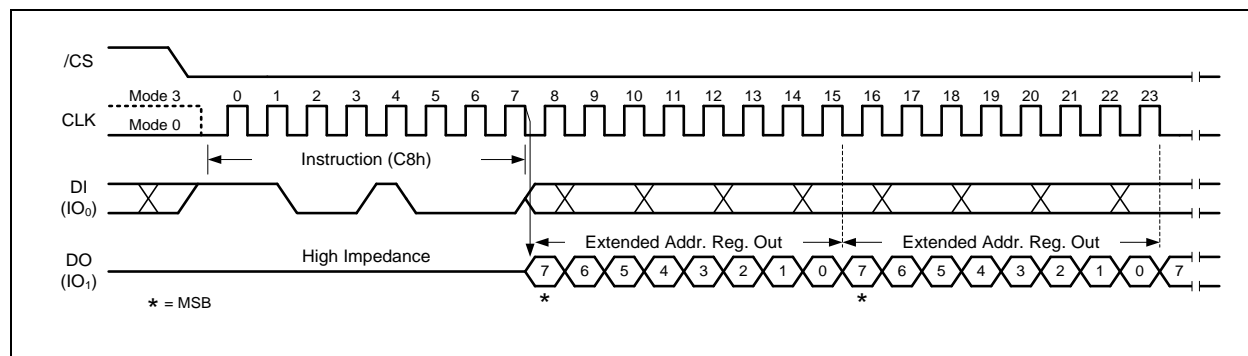 /CS
Mode 3
0 1 2 3 4 5 6 7 8 9 10 11 12 13 14 15 16 17 18 19 20 21 22 23
CLK
Mode 0
Instruction (C8h)
DI
(IO₀)
Extended Addr. Reg. Out Extended Addr. Reg. Out
High Impedance
DO
(IO₁)
7 6 5 4 3 2 1 0 7 6 5 4 3 2 1 0 7
* *
* = MSB